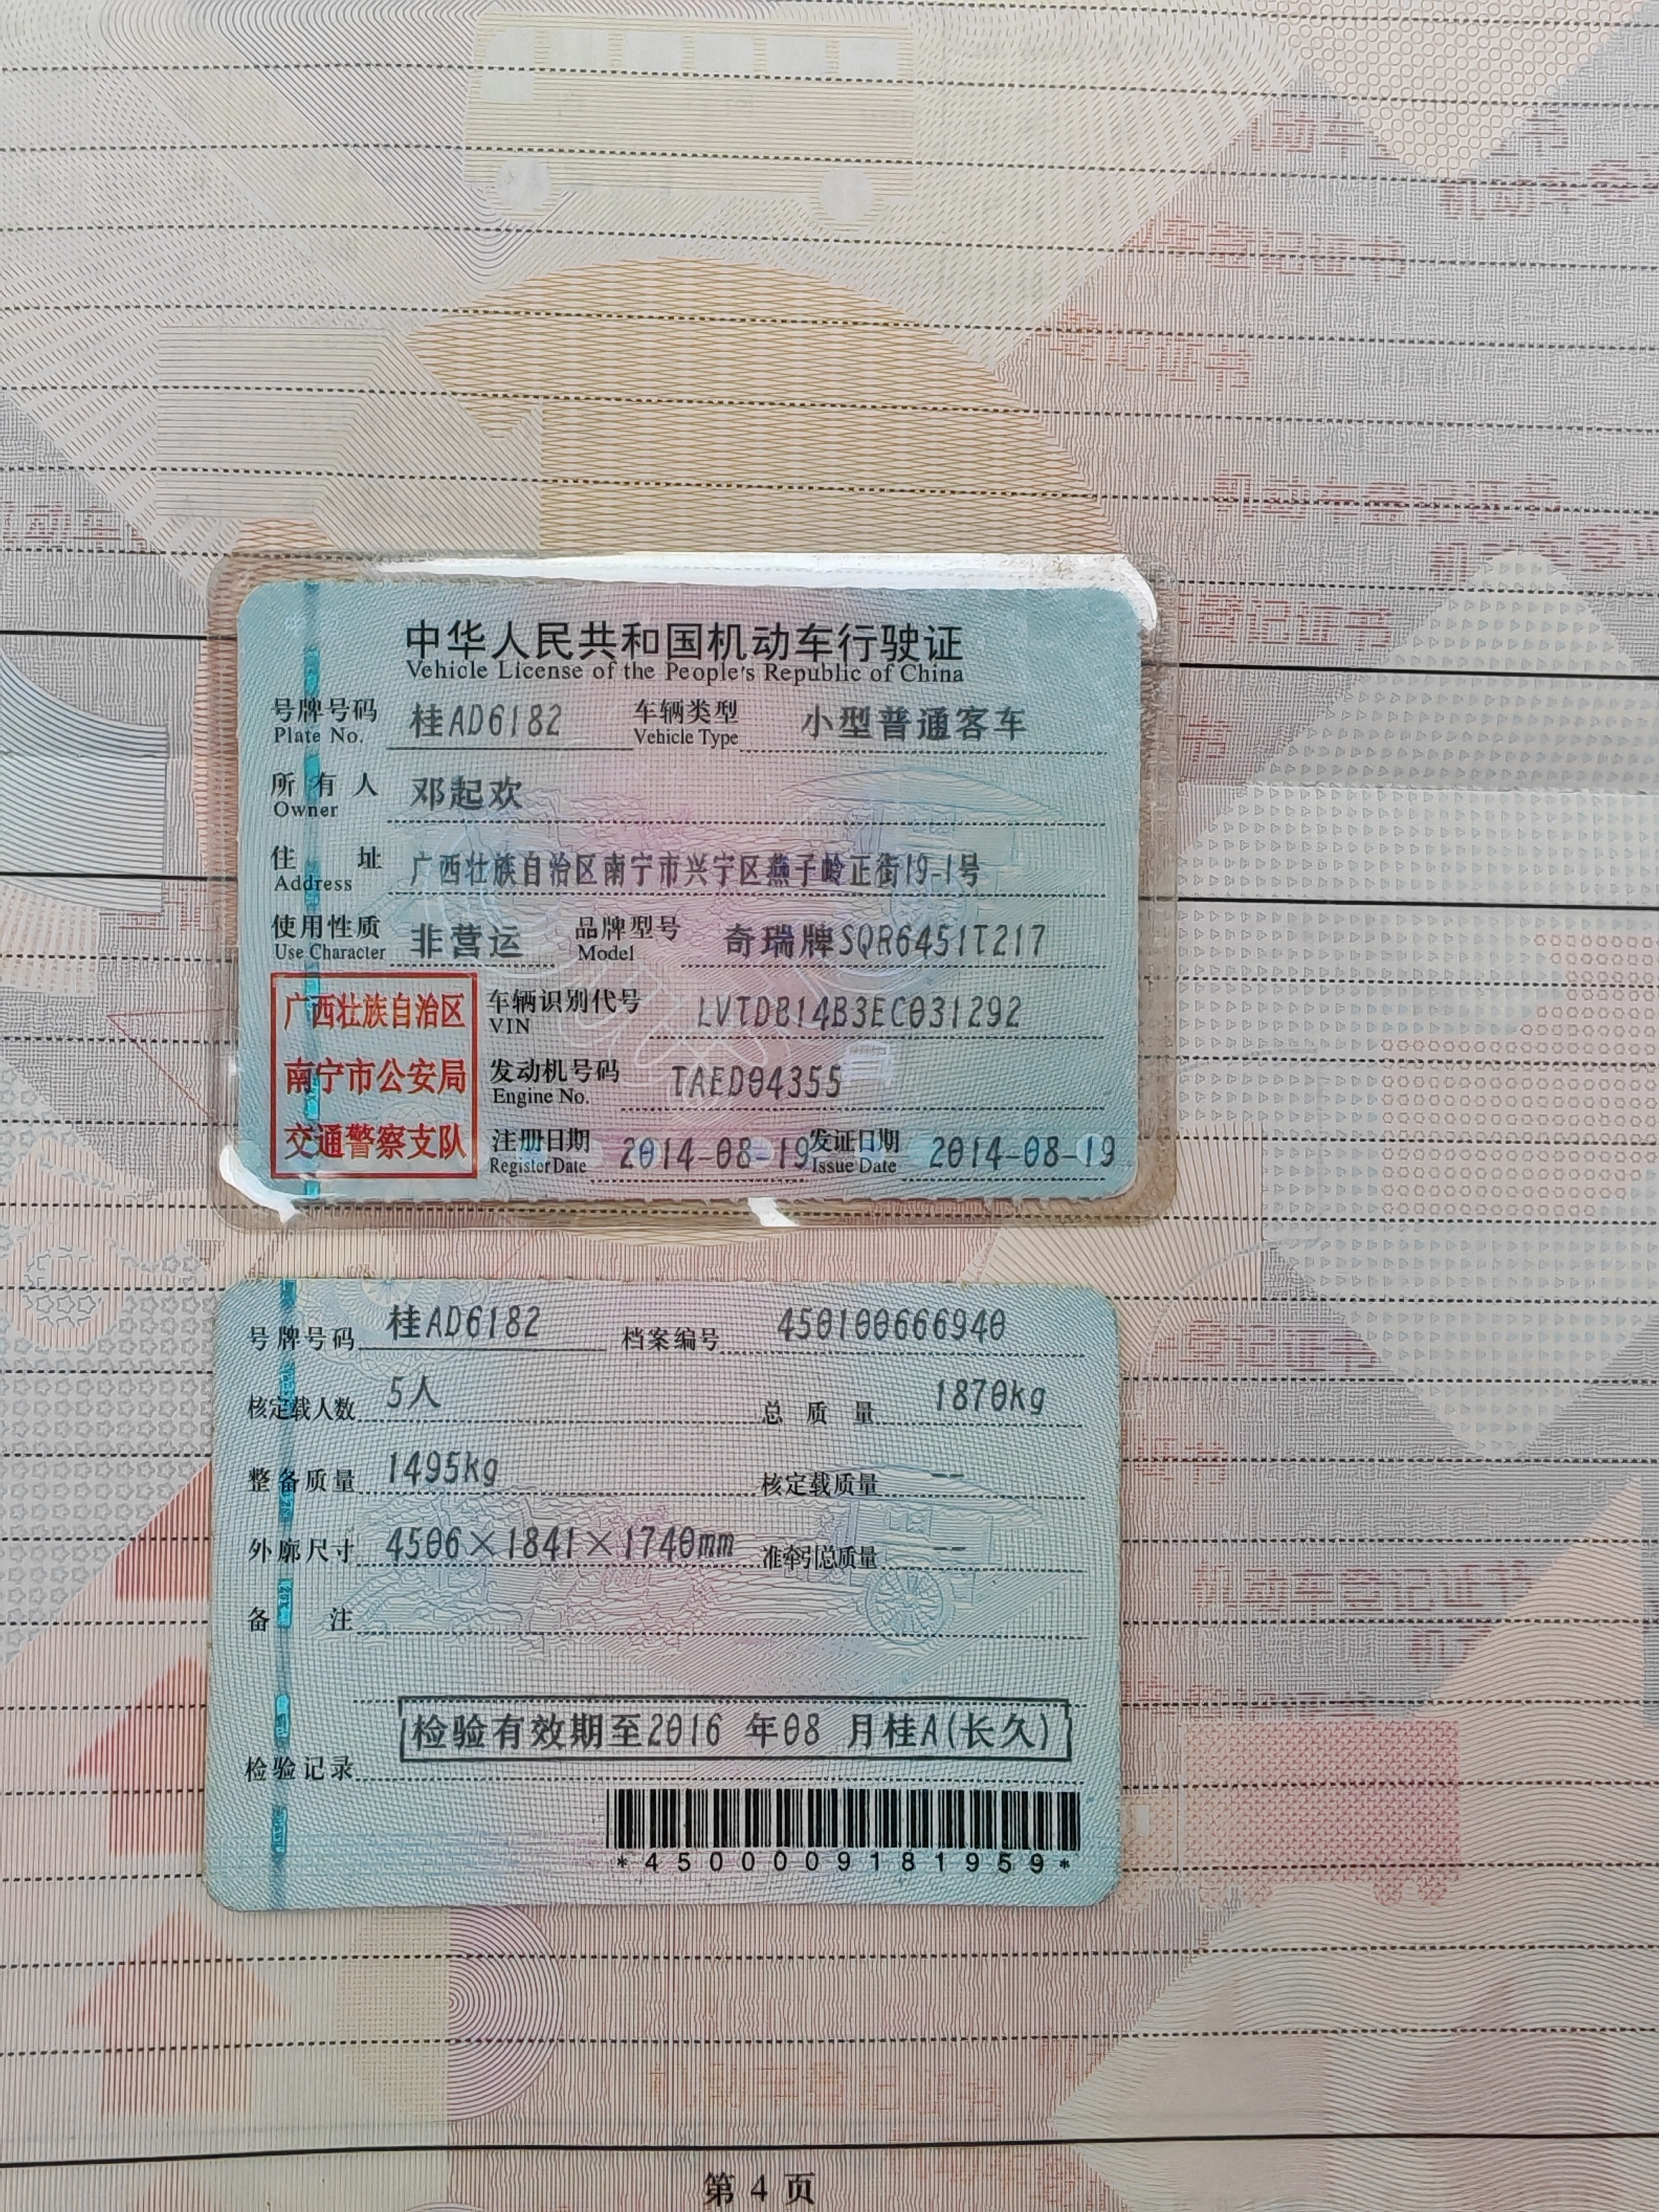 中华人民共和国机动车行驶证
Vehicle License of the People's Republic of China
号牌号码 桂AD6182 车辆类型 小型普通客车
Plate No. Vehicle Type
所有人 邓起欢
Owner
住址 广西壮族自治区南宁市兴宁区燕子岭正街19-1号
Address
使用性质 非营运 品牌型号 奇瑞牌SQR6451T217
Use Character Model
广西壮族自治区
南宁市公安局
交通警察支队
车辆识别代号 LVTDB14B3EC031292
VIN
发动机号码 TAED04355
Engine No.
注册日期 2014-08-19 发证日期 2014-08-19
Register Date Issue Date
号牌号码 桂AD6182 档案编号 450100666940
核定载人数 5人 总质量 1870kg
整备质量 1495kg 核定载质量 --
外廓尺寸 4506×1841×1740mm 准牵引总质量 --
备注
检验记录 检验有效期至2016 年08 月桂A(长久)
*4500009181959*
机动车登记证书
第 4 页